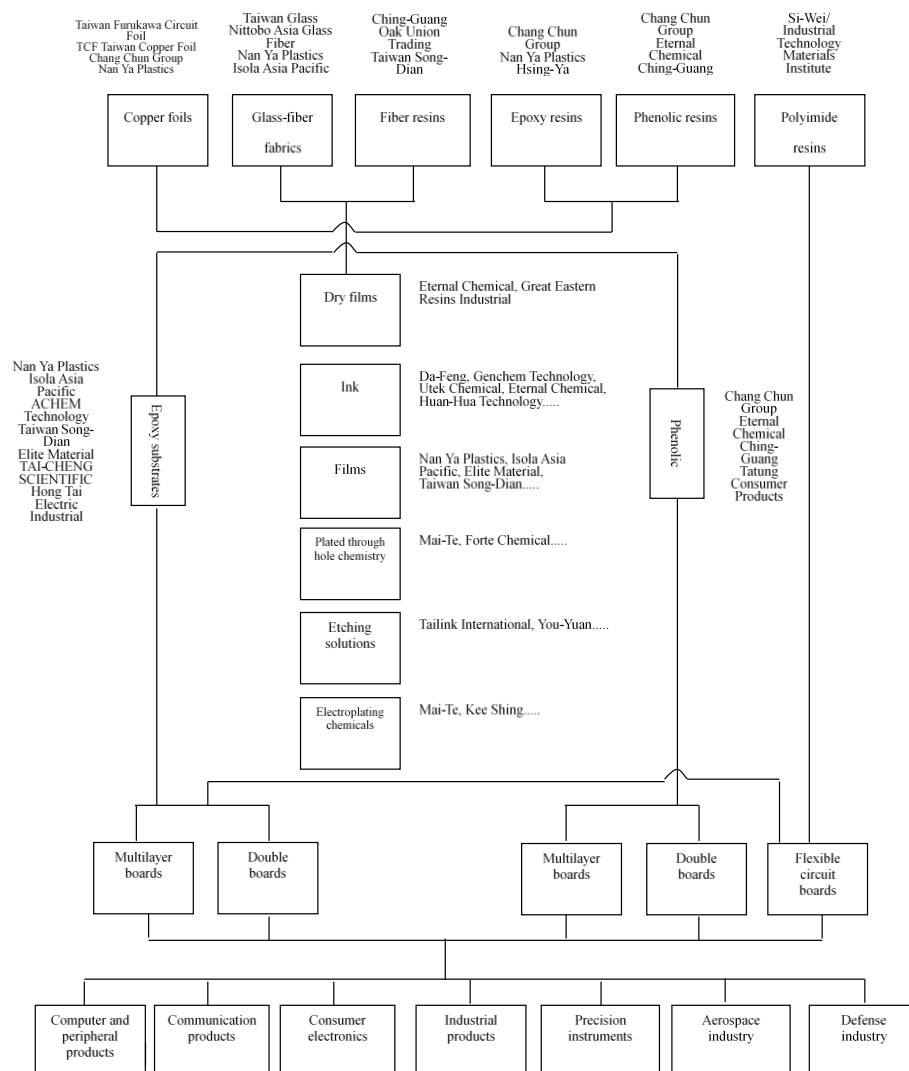 Taiwan Furukawa Circuit
Foil
TCF Taiwan Copper Foil
Chang Chun Group
Nan Ya Plastics
Taiwan Glass
Nittobo Asia Glass
Fiber
Nan Ya Plastics
Isola Asia Pacific
Ching-Guang
Oak Union
Trading
Taiwan Song-
Dian
Chang Chun
Group
Nan Ya Plastics
Hsing-Ya
Chang Chun
Group
Eternal
Chemical
Ching-Guang
Si-Wei/
Industrial
Technology
Materials
Institute
Copper foils
Glass-fiber
fabrics
Fiber resins
Epoxy resins
Phenolic resins
Polyimide
resins
Dry films
Eternal Chemical, Great Eastern
Resins Industrial
Ink
Da-Feng, Genchem Technology,
Utek Chemical, Eternal Chemical,
Huan-Hua Technology.....
Films
Nan Ya Plastics, Isola Asia
Pacific, Elite Material,
Taiwan Song-Dian.....
Plated through
hole chemistry
Mai-Te, Forte Chemical.....
Etching
solutions
Tailink International, You-Yuan.....
Electroplating
chemicals
Mai-Te, Kee Shing.....
Nan Ya Plastics
Isola Asia
Pacific
ACHEM
Technology
Taiwan Song-
Dian
Elite Material
TAI-CHENG
SCIENTIFIC
Hong Tai
Electric
Industrial
Epoxy substrates
Phenolic
Chang Chun
Group
Eternal
Chemical
Ching-
Guang
Tatung
Consumer
Products
Multilayer
boards
Double
boards
Multilayer
boards
Double
boards
Flexible
circuit
boards
Computer and
peripheral
products
Communication
products
Consumer
electronics
Industrial
products
Precision
instruments
Aerospace
industry
Defense
industry